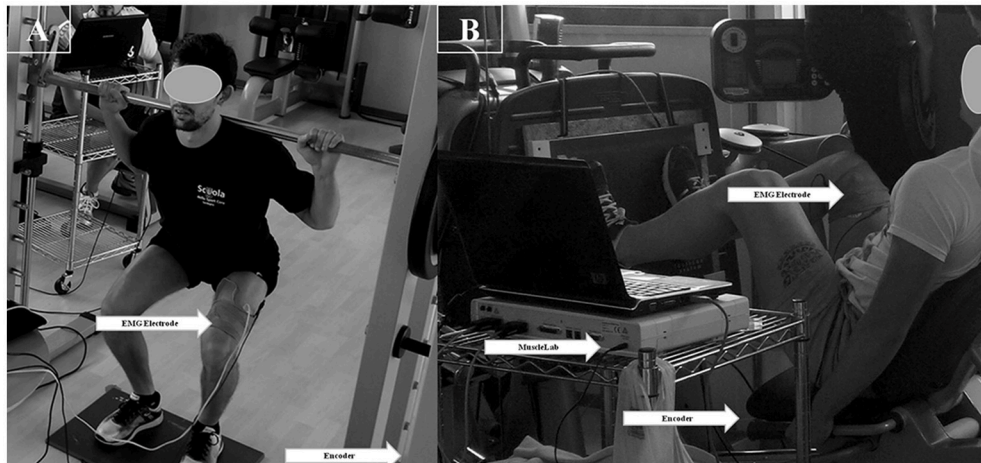 A
Scuola
EMG Electrode
Encoder
B
EMG Electrode
MuscleLab
Encoder